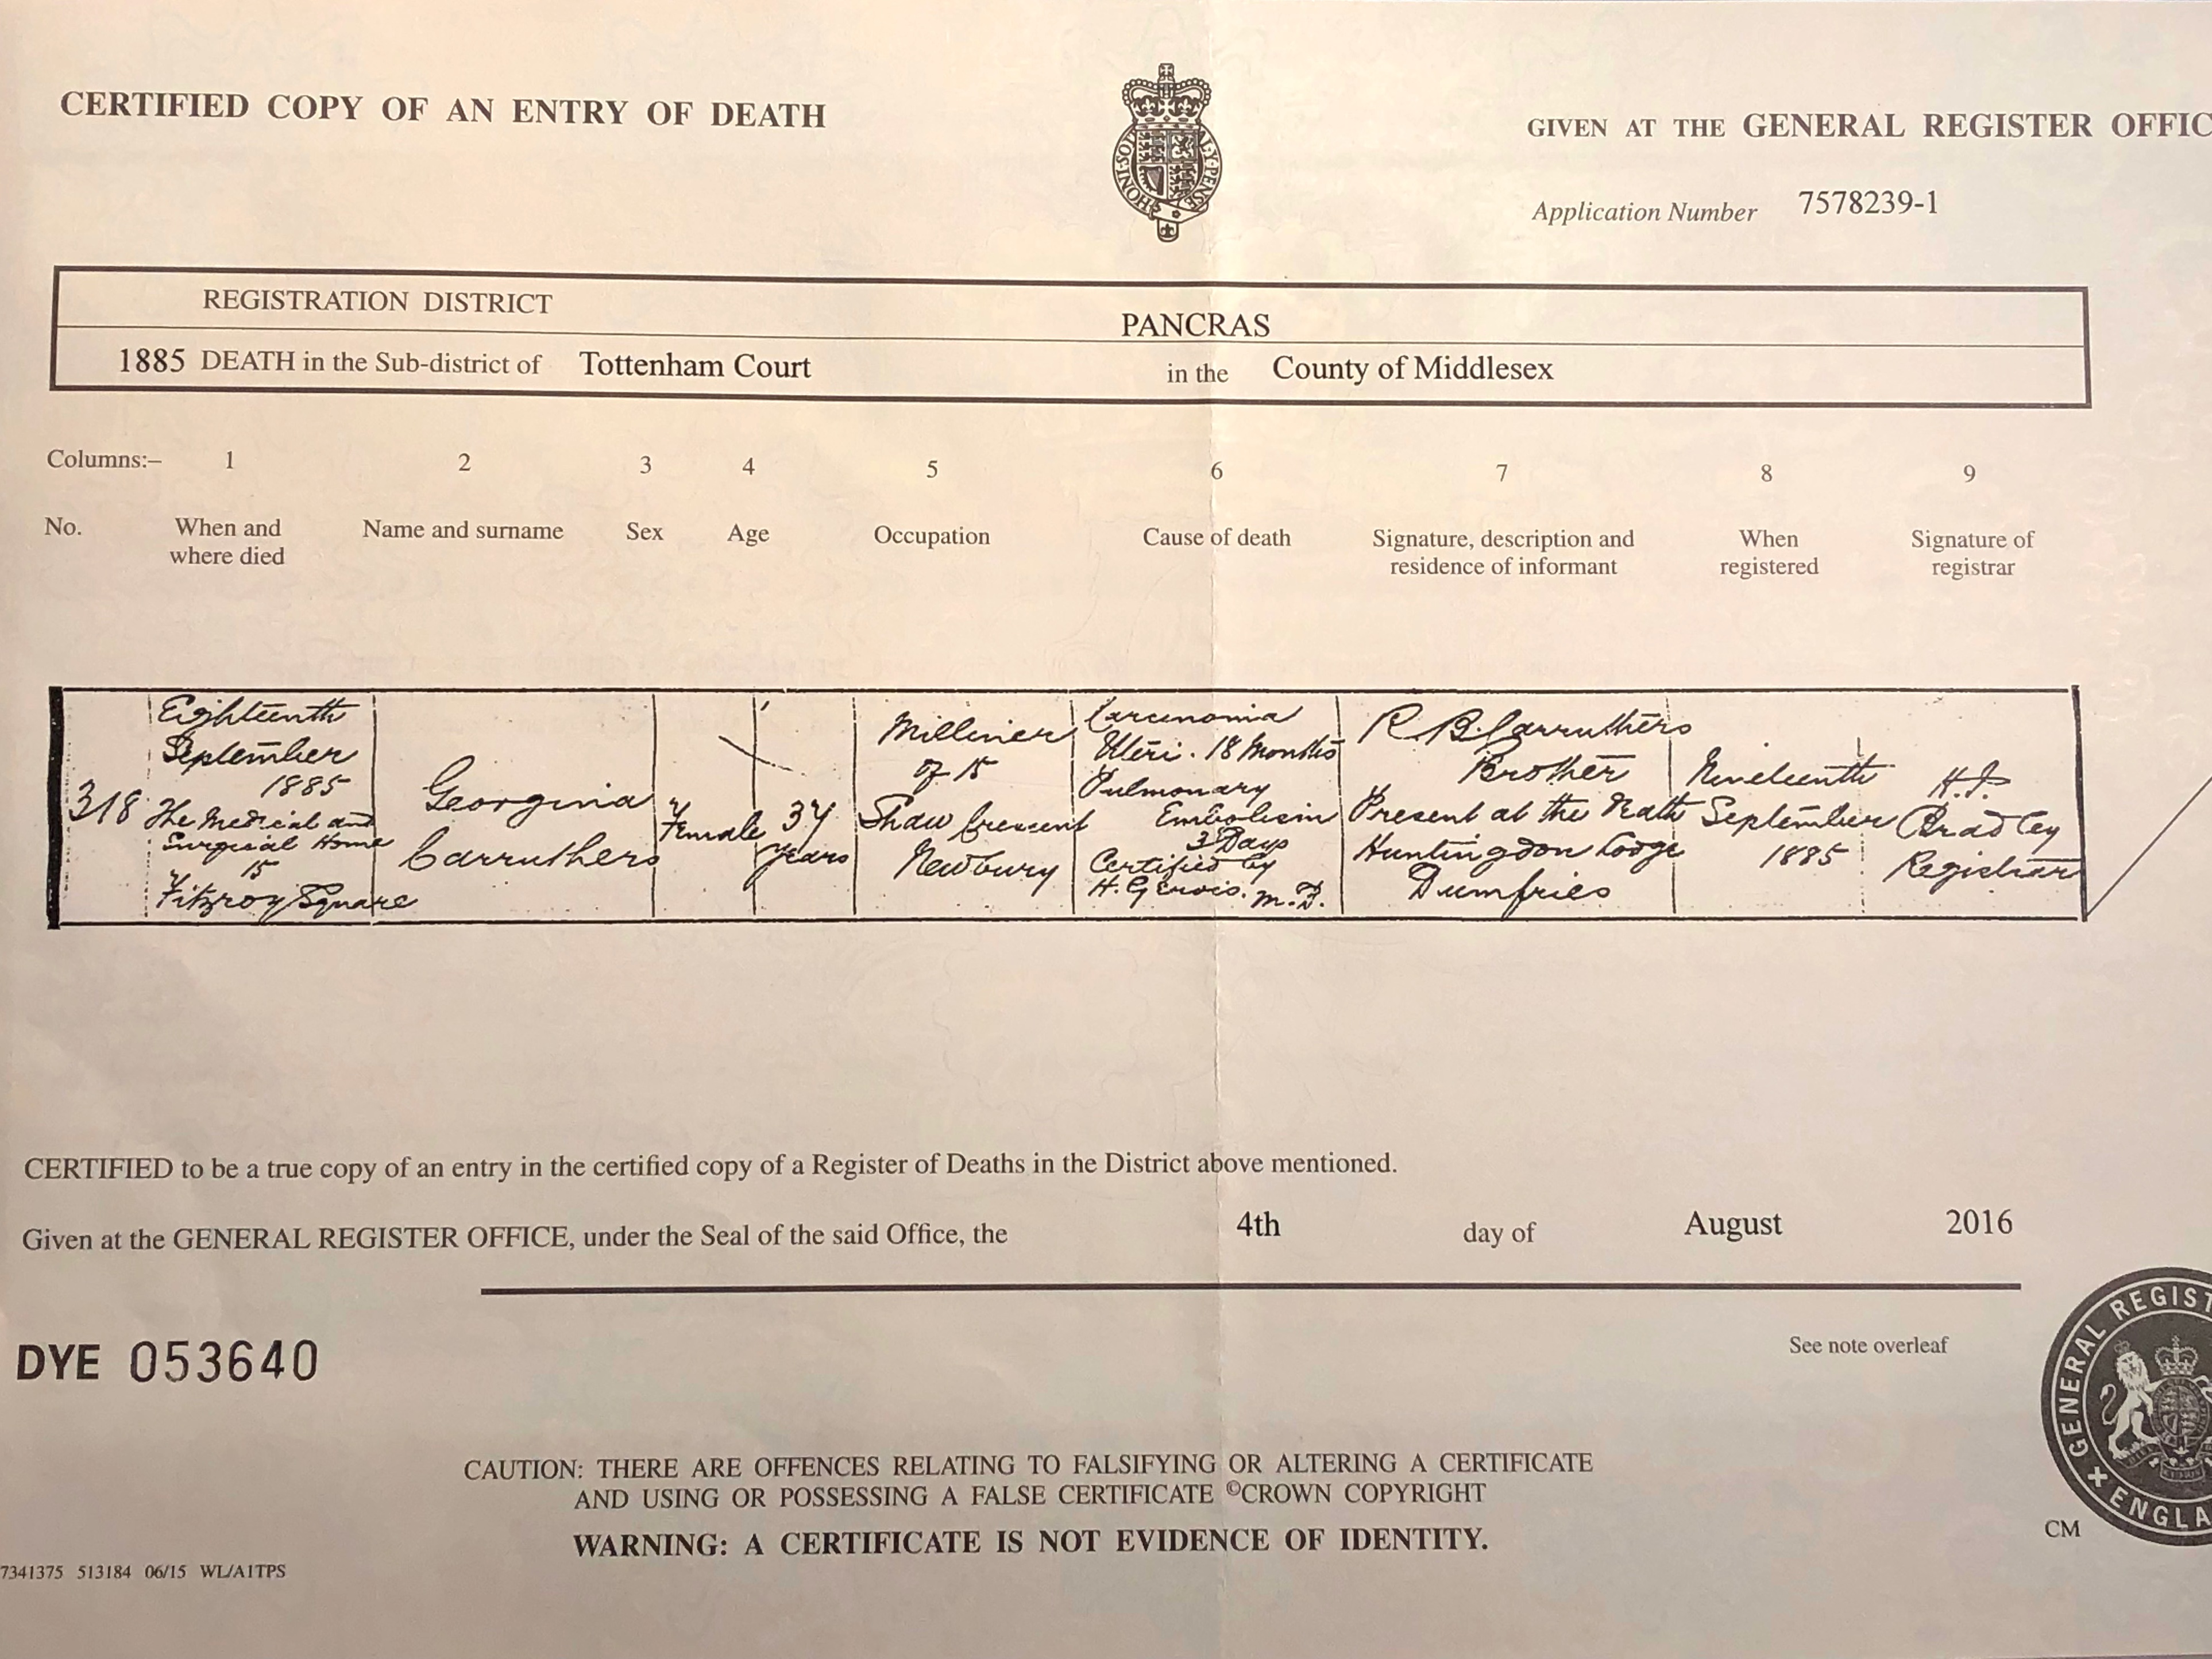 CERTIFIED COPY OF AN ENTRY OF DEATH
HONI·SOIT
AL·Y·PENSE
GIVEN AT THE GENERAL REGISTER OFFIC
Application Number 7578239-1
REGISTRATION DISTRICT PANCRAS
1885 DEATH in the Sub-district of Tottenham Court in the County of Middlesex
Columns:– 1 2 3 4 5 6 7 8 9
No. When and where died Name and surname Sex Age Occupation Cause of death Signature, description and residence of informant When registered Signature of registrar
318
Eighteenth
September
1885
The Medical and
Surgical Home
15
Fitzroy Square
Georgina
Carruthers
Female
Years
Milliner
of 15
Shaw Crescent
Newbury
Carcinomia
Uteri. 18 Months
Pulmonary
Embolism
3 Days
Certified by
H. Gervis. M.D.
R B Carruthers
Brother
Present at the Death
Huntingdon Lodge
Dumfries
Nineteenth
September
1885
Bradley
Registrar
CERTIFIED to be a true copy of an entry in the certified copy of a Register of Deaths in the District above mentioned.
Given at the GENERAL REGISTER OFFICE, under the Seal of the said Office, the 4th day of August 2016
DYE 053640
See note overleaf
GENERAL REGIST
ENGLA
CAUTION: THERE ARE OFFENCES RELATING TO FALSIFYING OR ALTERING A CERTIFICATE
AND USING OR POSSESSING A FALSE CERTIFICATE ©CROWN COPYRIGHT
WARNING: A CERTIFICATE IS NOT EVIDENCE OF IDENTITY.
CM
7341375 513184 06/15 WL/A1TPS